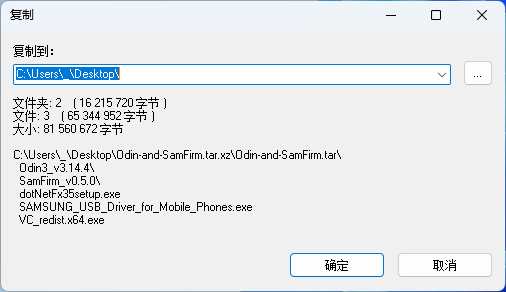 复制
复制到：
C:\Users\_\Desktop\
...
文件夹: 2    ( 16 215 720 字节 )
文件: 3    ( 65 344 952 字节 )
大小: 81 560 672 字节
C:\Users\_\Desktop\Odin-and-SamFirm.tar.xz\Odin-and-SamFirm.tar\
Odin3_v3.14.4\
SamFirm_v0.5.0\
dotNetFx35setup.exe
SAMSUNG_USB_Driver_for_Mobile_Phones.exe
VC_redist.x64.exe
确定
取消